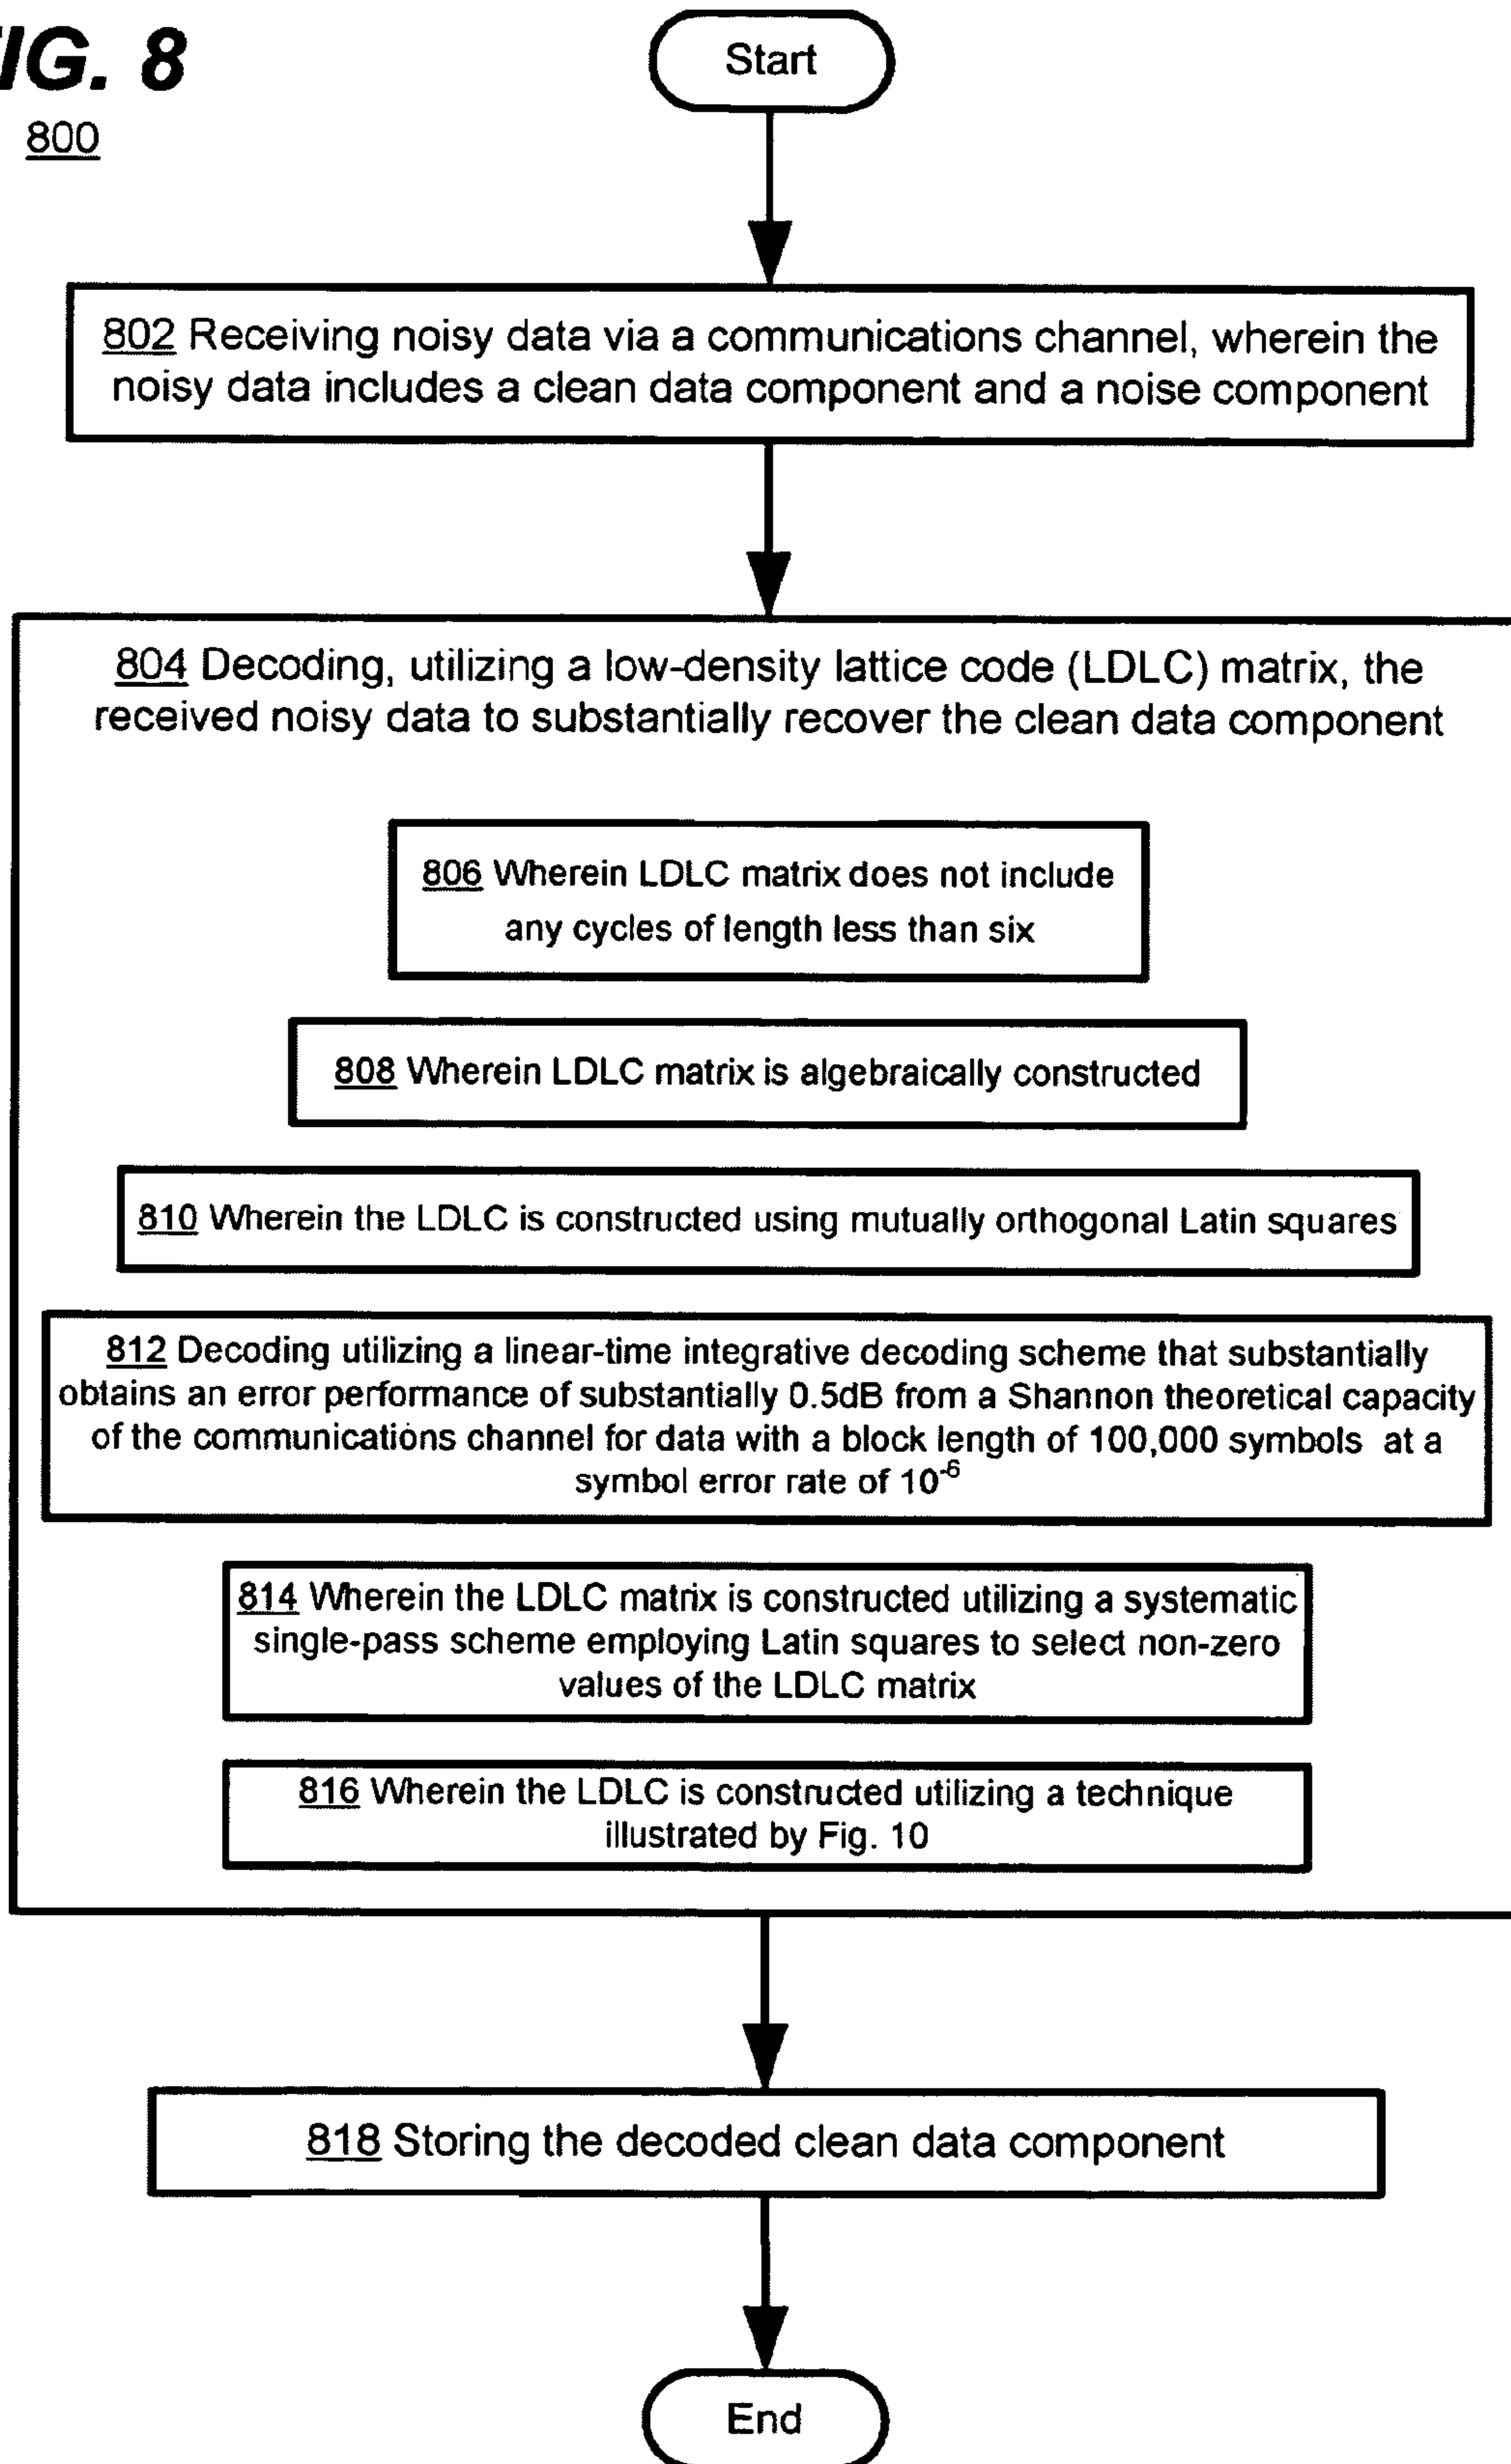 IG. 8
800
Start
802 Receiving noisy data via a communications channel, wherein the
noisy data includes a clean data component and a noise component
804 Decoding, utilizing a low-density lattice code (LDLC) matrix, the
received noisy data to substantially recover the clean data component
806 Wherein LDLC matrix does not include
any cycles of length less than six
808 Wherein LDLC matrix is algebraically constructed
810 Wherein the LDLC is constructed using mutually orthogonal Latin squares
812 Decoding utilizing a linear-time integrative decoding scheme that substantially
obtains an error performance of substantially 0.5dB from a Shannon theoretical capacity
of the communications channel for data with a block length of 100,000 symbols at a
symbol error rate of 10⁻⁶
814 Wherein the LDLC matrix is constructed utilizing a systematic
single-pass scheme employing Latin squares to select non-zero
values of the LDLC matrix
816 Wherein the LDLC is constructed utilizing a technique
illustrated by Fig. 10
818 Storing the decoded clean data component
End